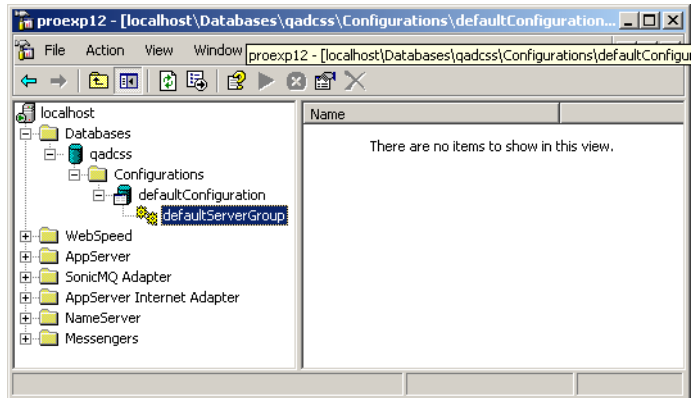 proexp12 - [localhost\Databases\qadcss\Configurations\defaultConfiguration...
File Action View Window
proexp12 - [localhost\Databases\qadcss\Configurations\defaultConfigu
localhost
Name
Databases
There are no items to show in this view.
qadcss
Configurations
defaultConfiguration
defaultServerGroup
WebSpeed
AppServer
SonicMQ Adapter
AppServer Internet Adapter
NameServer
Messengers